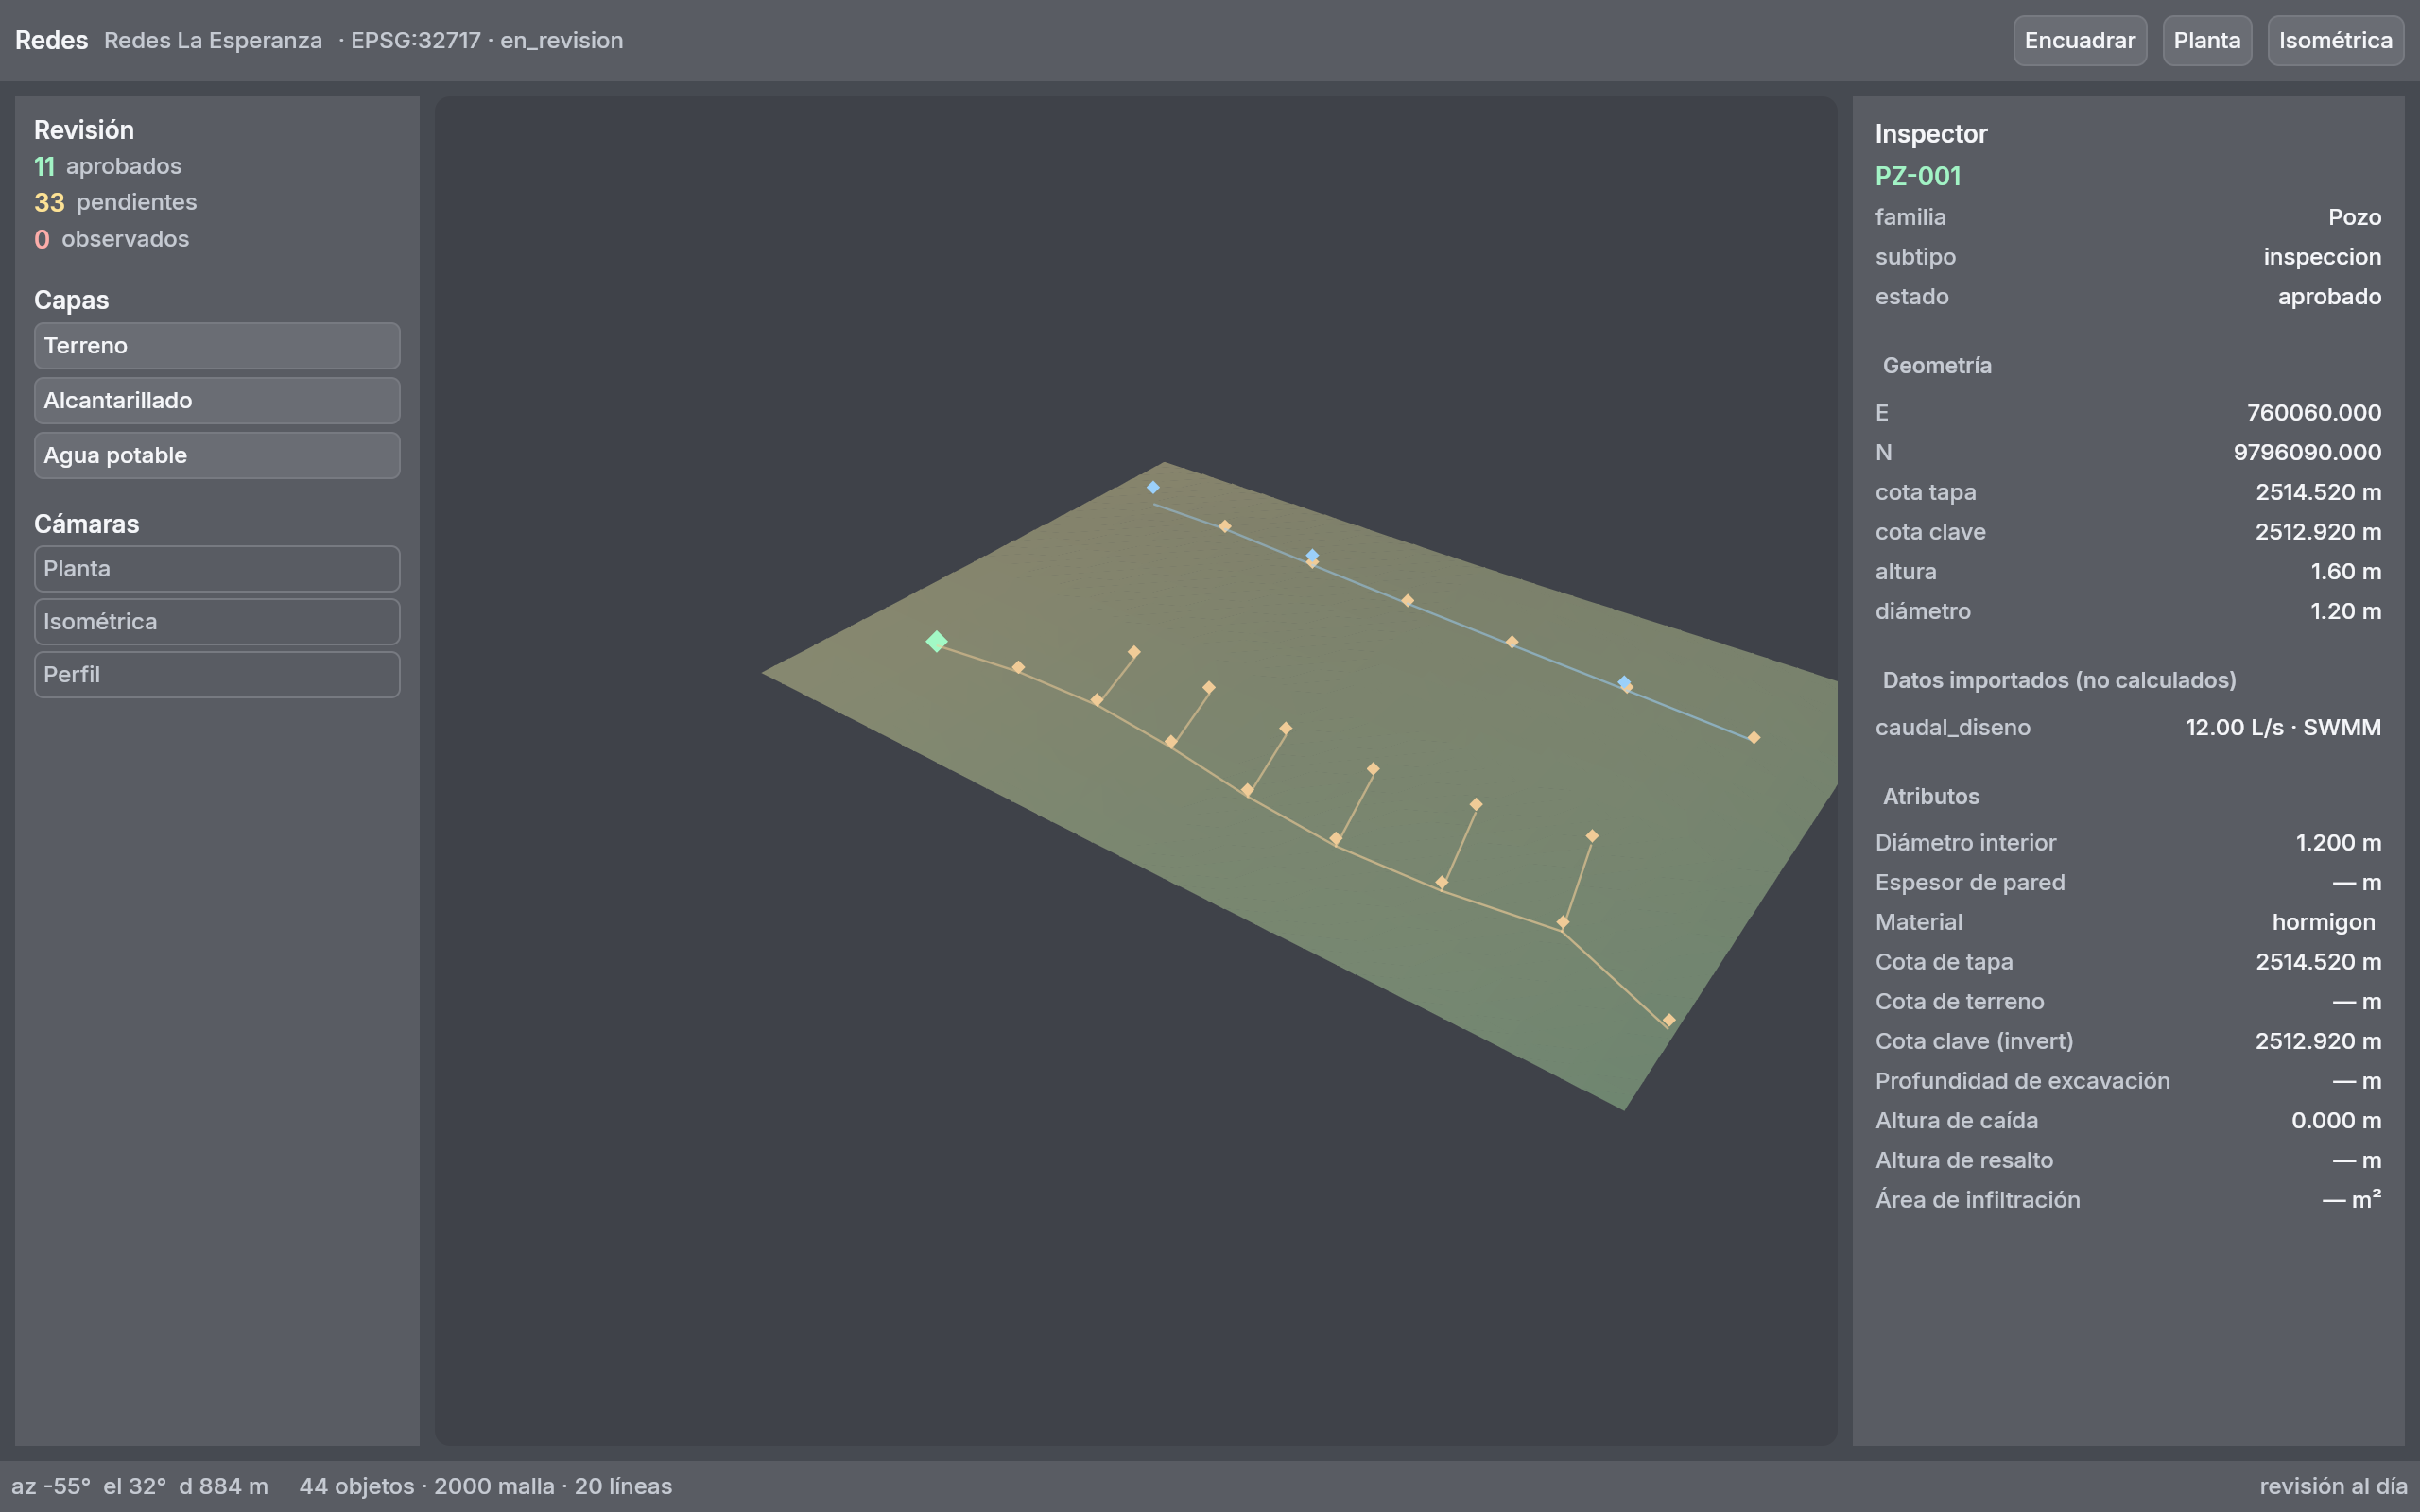 Redes Redes La Esperanza · EPSG:32717 · en_revision Encuadrar Planta Isométrica
Revisión
11 aprobados
33 pendientes
0 observados
Capas
Terreno
Alcantarillado
Agua potable
Cámaras
Planta
Isométrica
Perfil
Inspector
PZ-001
familia Pozo
subtipo inspeccion
estado aprobado
Geometría
E 760060.000
N 9796090.000
cota tapa 2514.520 m
cota clave 2512.920 m
altura 1.60 m
diámetro 1.20 m
Datos importados (no calculados)
caudal_diseno 12.00 L/s · SWMM
Atributos
Diámetro interior 1.200 m
Espesor de pared — m
Material hormigon
Cota de tapa 2514.520 m
Cota de terreno — m
Cota clave (invert) 2512.920 m
Profundidad de excavación — m
Altura de caída 0.000 m
Altura de resalto — m
Área de infiltración — m²
az -55° el 32° d 884 m 44 objetos · 2000 malla · 20 líneas revisión al día